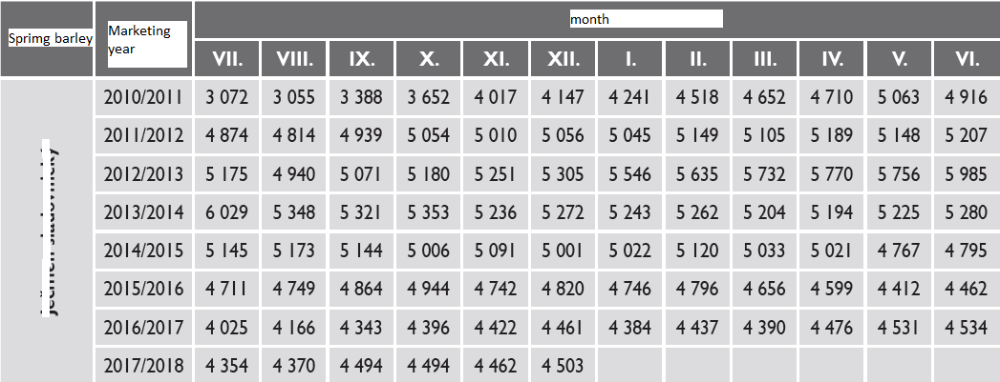 Sprimg barley
Marketing
year
month
VII. VIII. IX. X. XI. XII. I. II. III. IV. V. VI.
2010/2011 3 072 3 055 3 388 3 652 4 017 4 147 4 241 4 518 4 652 4 710 5 063 4 916
2011/2012 4 874 4 814 4 939 5 054 5 010 5 056 5 045 5 149 5 105 5 189 5 148 5 207
2012/2013 5 175 4 940 5 071 5 180 5 251 5 305 5 546 5 635 5 732 5 770 5 756 5 985
2013/2014 6 029 5 348 5 321 5 353 5 236 5 272 5 243 5 262 5 204 5 194 5 225 5 280
2014/2015 5 145 5 173 5 144 5 006 5 091 5 001 5 022 5 120 5 033 5 021 4 767 4 795
2015/2016 4 711 4 749 4 864 4 944 4 742 4 820 4 746 4 796 4 656 4 599 4 412 4 462
2016/2017 4 025 4 166 4 343 4 396 4 422 4 461 4 384 4 437 4 390 4 476 4 531 4 534
2017/2018 4 354 4 370 4 494 4 494 4 462 4 503